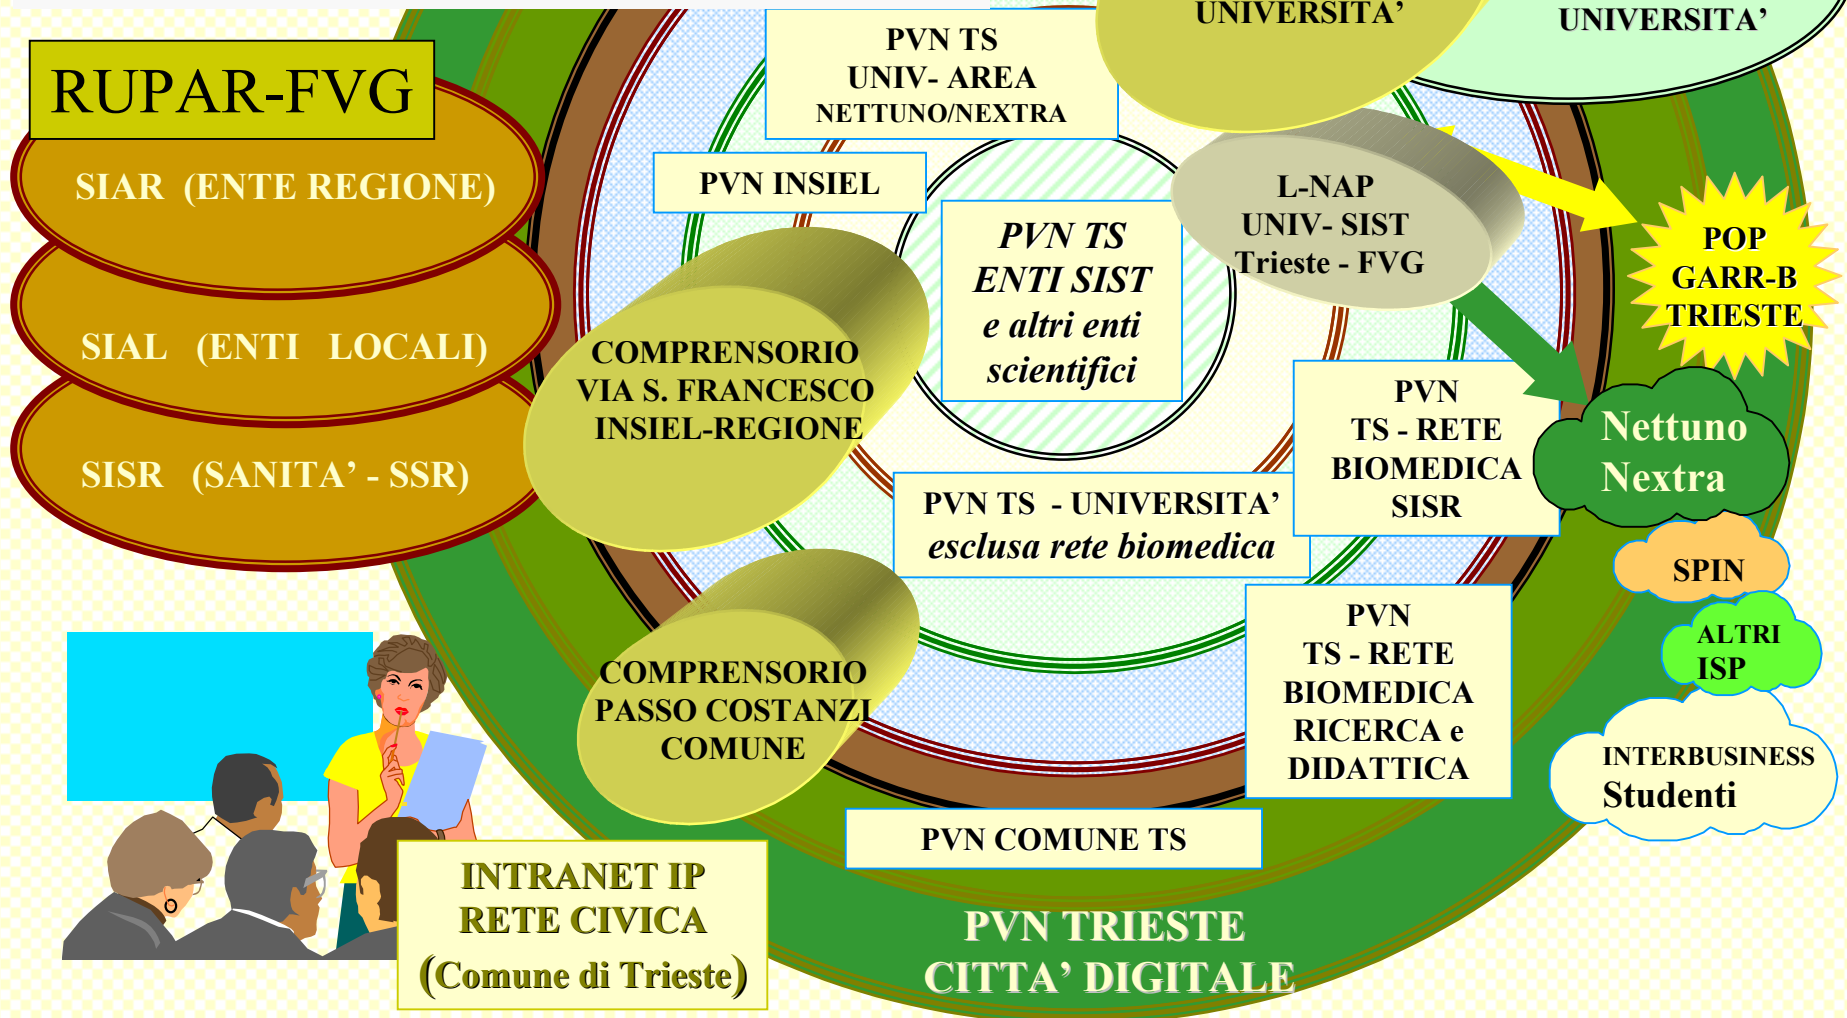 UNIVERSITA’
UNIVERSITA’
PVN TS
UNIV- AREA
NETTUNO/NEXTRA
RUPAR-FVG
SIAR (ENTE REGIONE)
SIAL (ENTI LOCALI)
SISR (SANITA’ - SSR)
PVN INSIEL
PVN TS
ENTI SIST
e altri enti
scientifici
L-NAP
UNIV- SIST
Trieste - FVG
POP
GARR-B
TRIESTE
COMPRENSORIO
VIA S. FRANCESCO
INSIEL-REGIONE
PVN
TS - RETE
BIOMEDICA
SISR
Nettuno
Nextra
PVN TS - UNIVERSITA’
esclusa rete biomedica
SPIN
ALTRI
ISP
COMPRENSORIO
PASSO COSTANZI
COMUNE
PVN
TS - RETE
BIOMEDICA
RICERCA e
DIDATTICA
INTERBUSINESS
Studenti
PVN COMUNE TS
INTRANET IP
RETE CIVICA
(Comune di Trieste)
PVN TRIESTE
CITTA’ DIGITALE